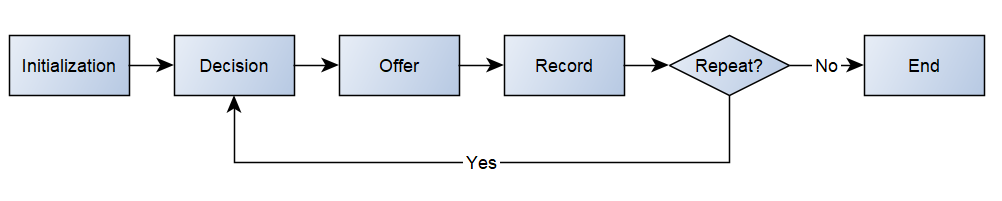 Initialization
Decision
Offer
Record
Repeat?
No
End
Yes